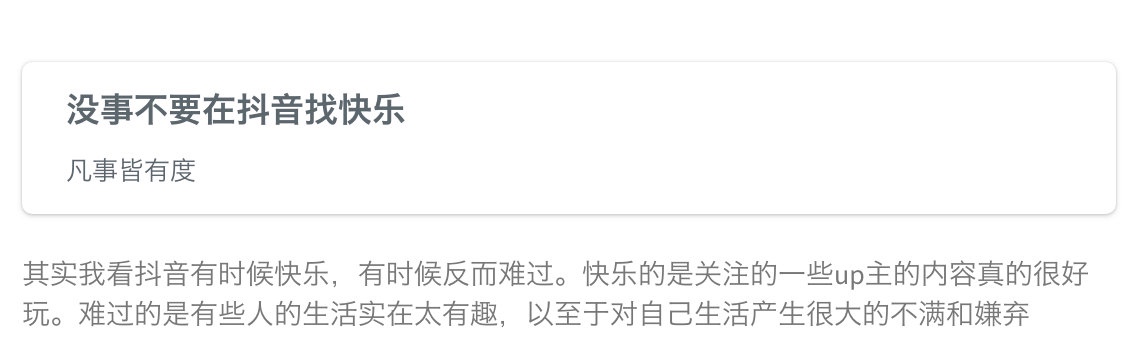 没事不要在抖音找快乐
凡事皆有度
其实我看抖音有时候快乐，有时候反而难过。快乐的是关注的一些up主的内容真的很好
玩。难过的是有些人的生活实在太有趣，以至于对自己生活产生很大的不满和嫌弃